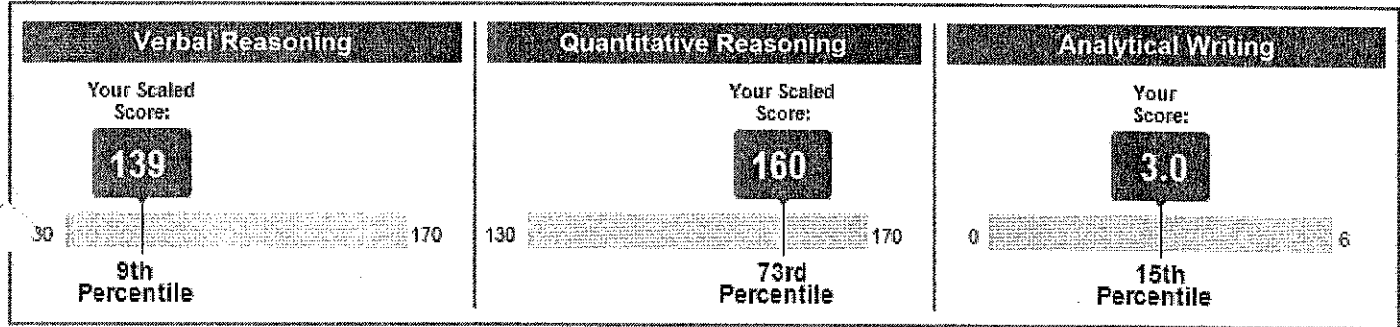 Verbal Reasoning
Your Scaled
Score:
139
30
170
9th
Percentile
Quantitative Reasoning
Your Scaled
Score:
160
130
170
73rd
Percentile
Analytical Writing
Your
Score:
3.0
0
6
15th
Percentile